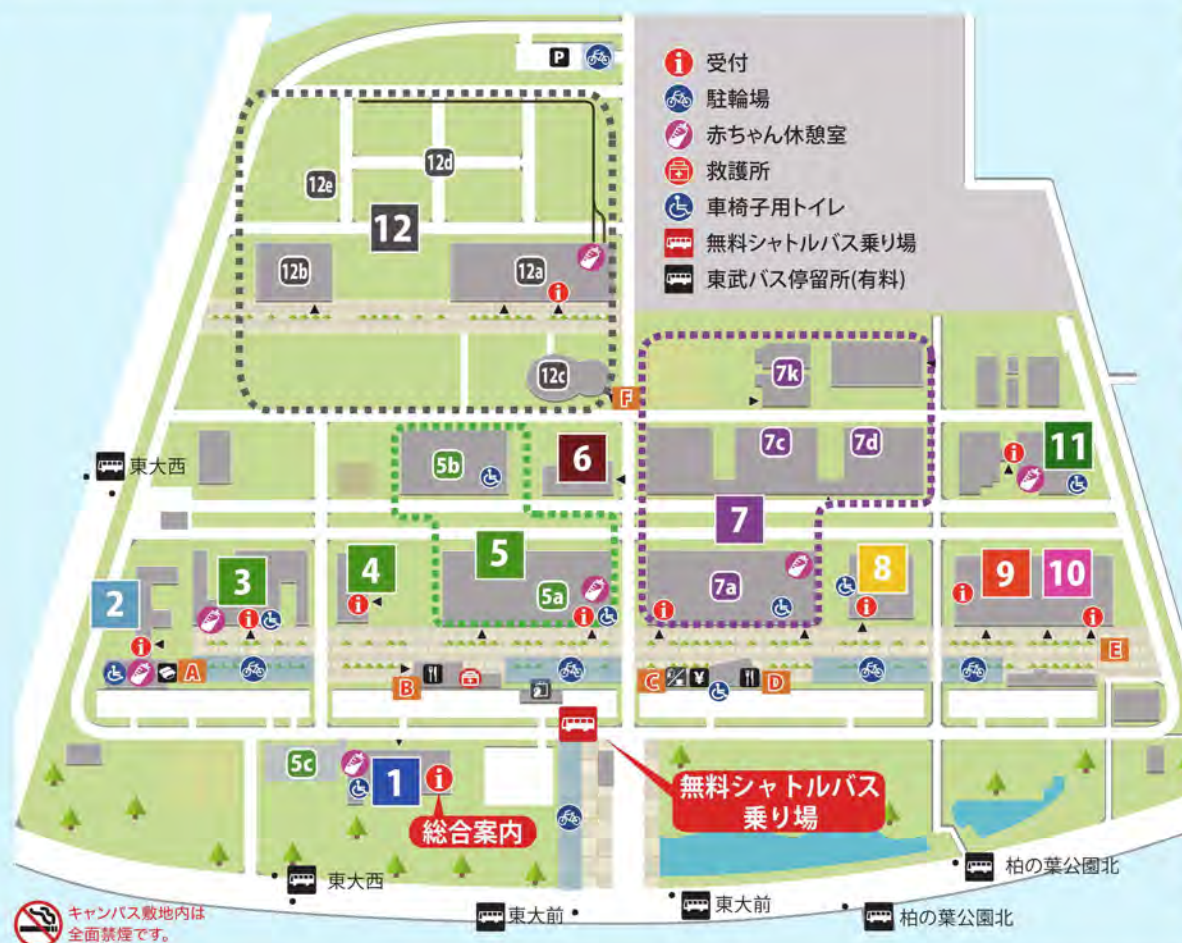 P
受付
駐輪場
赤ちゃん休憩室
救護所
車椅子用トイレ
無料シャトルバス乗り場
東武バス停留所(有料)
12d
12e
12
12b
12a
12c
7k
F
5b
6
7c
7d
11
東大西
7
5
2
3
4
5a
7a
8
9
10
A
B
C
¥
D
E
5c
1
総合案内
無料シャトルバス
乗り場
東大西
東大前
東大前
柏の葉公園北
柏の葉公園北
キャンパス敷地内は
全面禁煙です。